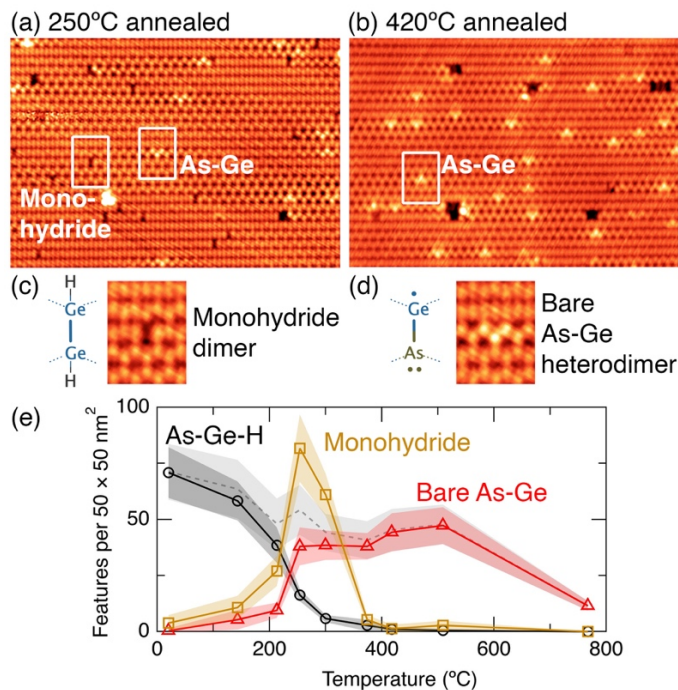 (a) 250ºC annealed
(b) 420ºC annealed
As-Ge
Mono-
hydride
As-Ge
(c)
H
Ge
Ge
H
Monohydride
dimer
(d)
Ge
As
Bare
As-Ge
heterodimer
(e)
100
50
0
Features per 50 × 50 nm²
As-Ge-H
Monohydride
Bare As-Ge
0
200
400
600
800
Temperature (ºC)